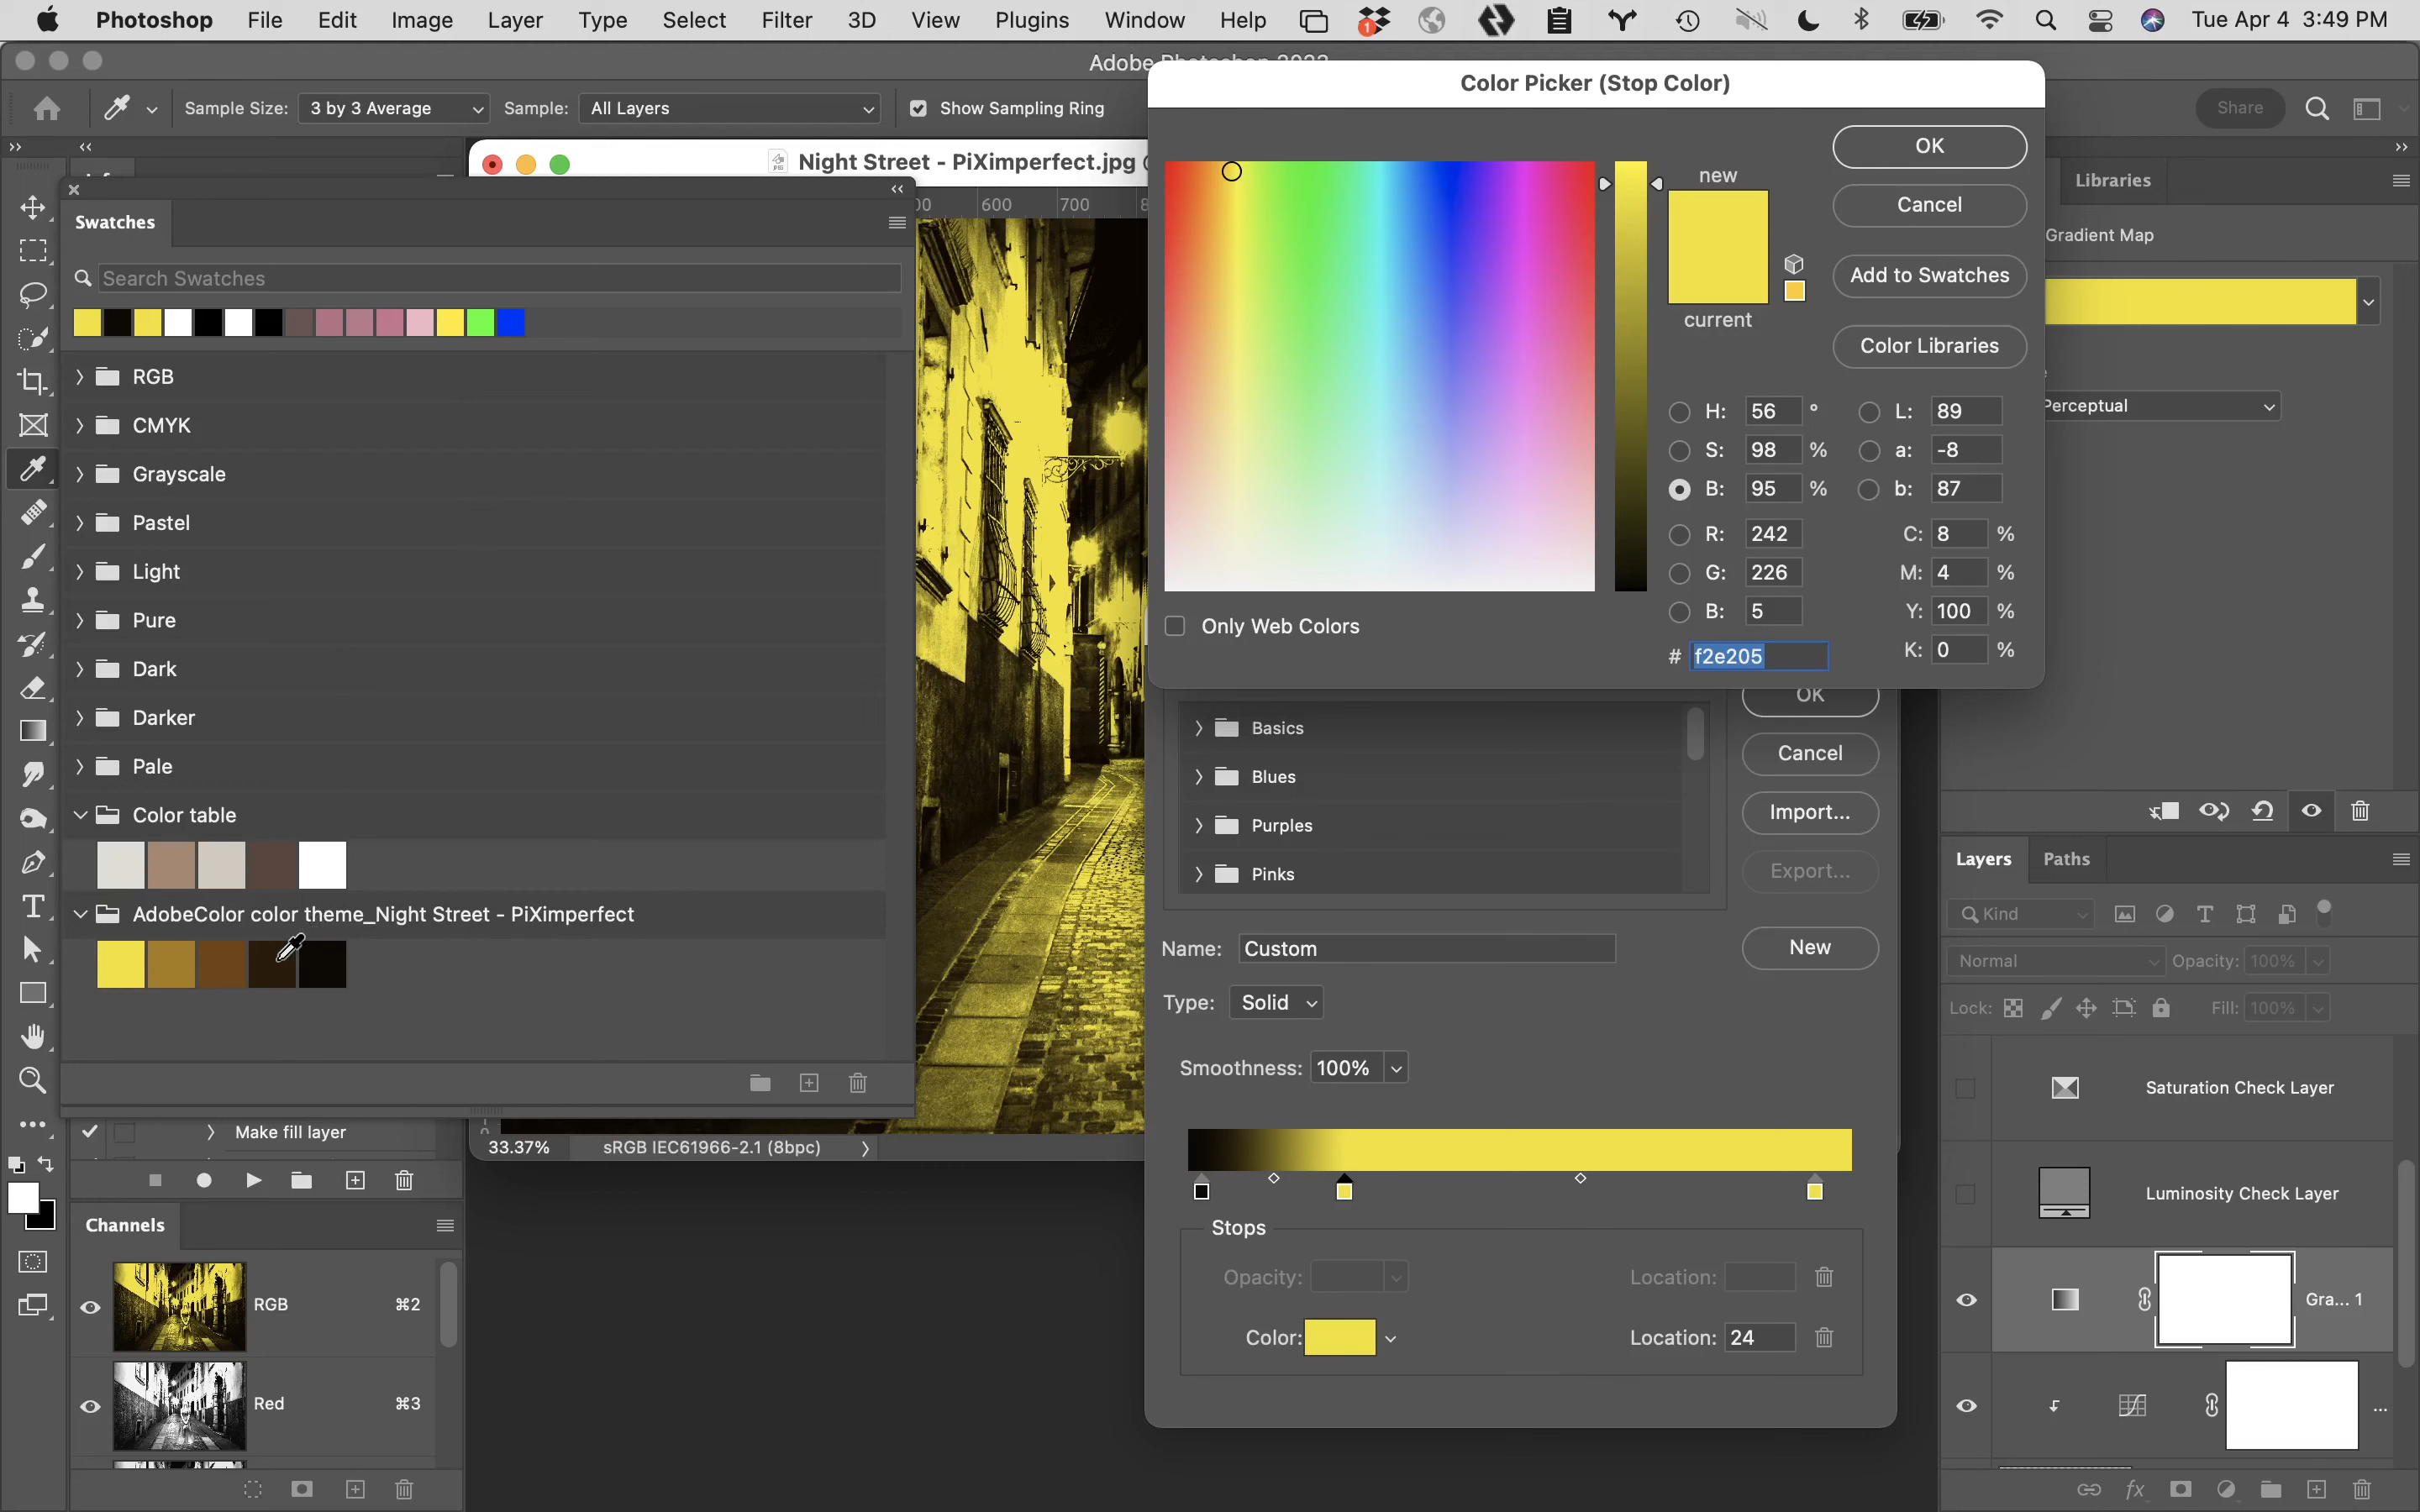 Photoshop File Edit Image Layer Type Select Filter 3D View Plugins Window Help 1 Tue Apr 4 3:49 PM
Sample Size: 3 by 3 Average Sample: All Layers Show Sampling Ring Share
Night Street - PiXimperfect.jpg
600 700
Swatches
Search Swatches
RGB
CMYK
Grayscale
Pastel
Light
Pure
Dark
Darker
Pale
Color table
AdobeColor color theme_Night Street - PiXimperfect
Make fill layer
33.37% sRGB IEC61966-2.1 (8bpc)
Channels
RGB ⌘2
Red ⌘3
Color Picker (Stop Color)
new
current
OK
Cancel
Add to Swatches
Color Libraries
H: 56 ° L: 89
S: 98 % a: -8
B: 95 % b: 87
R: 242 C: 8 %
G: 226 M: 4 %
B: 5 Y: 100 %
# f2e205 K: 0 %
Only Web Colors
OK
Cancel
Import...
Export...
Basics
Blues
Purples
Pinks
Name: Custom New
Type: Solid
Smoothness: 100%
Stops
Opacity: Location:
Color: Location: 24
Libraries
Gradient Map
Perceptual
Layers Paths
Kind
Normal Opacity: 100%
Lock: Fill: 100%
Saturation Check Layer
Luminosity Check Layer
Gra... 1
...